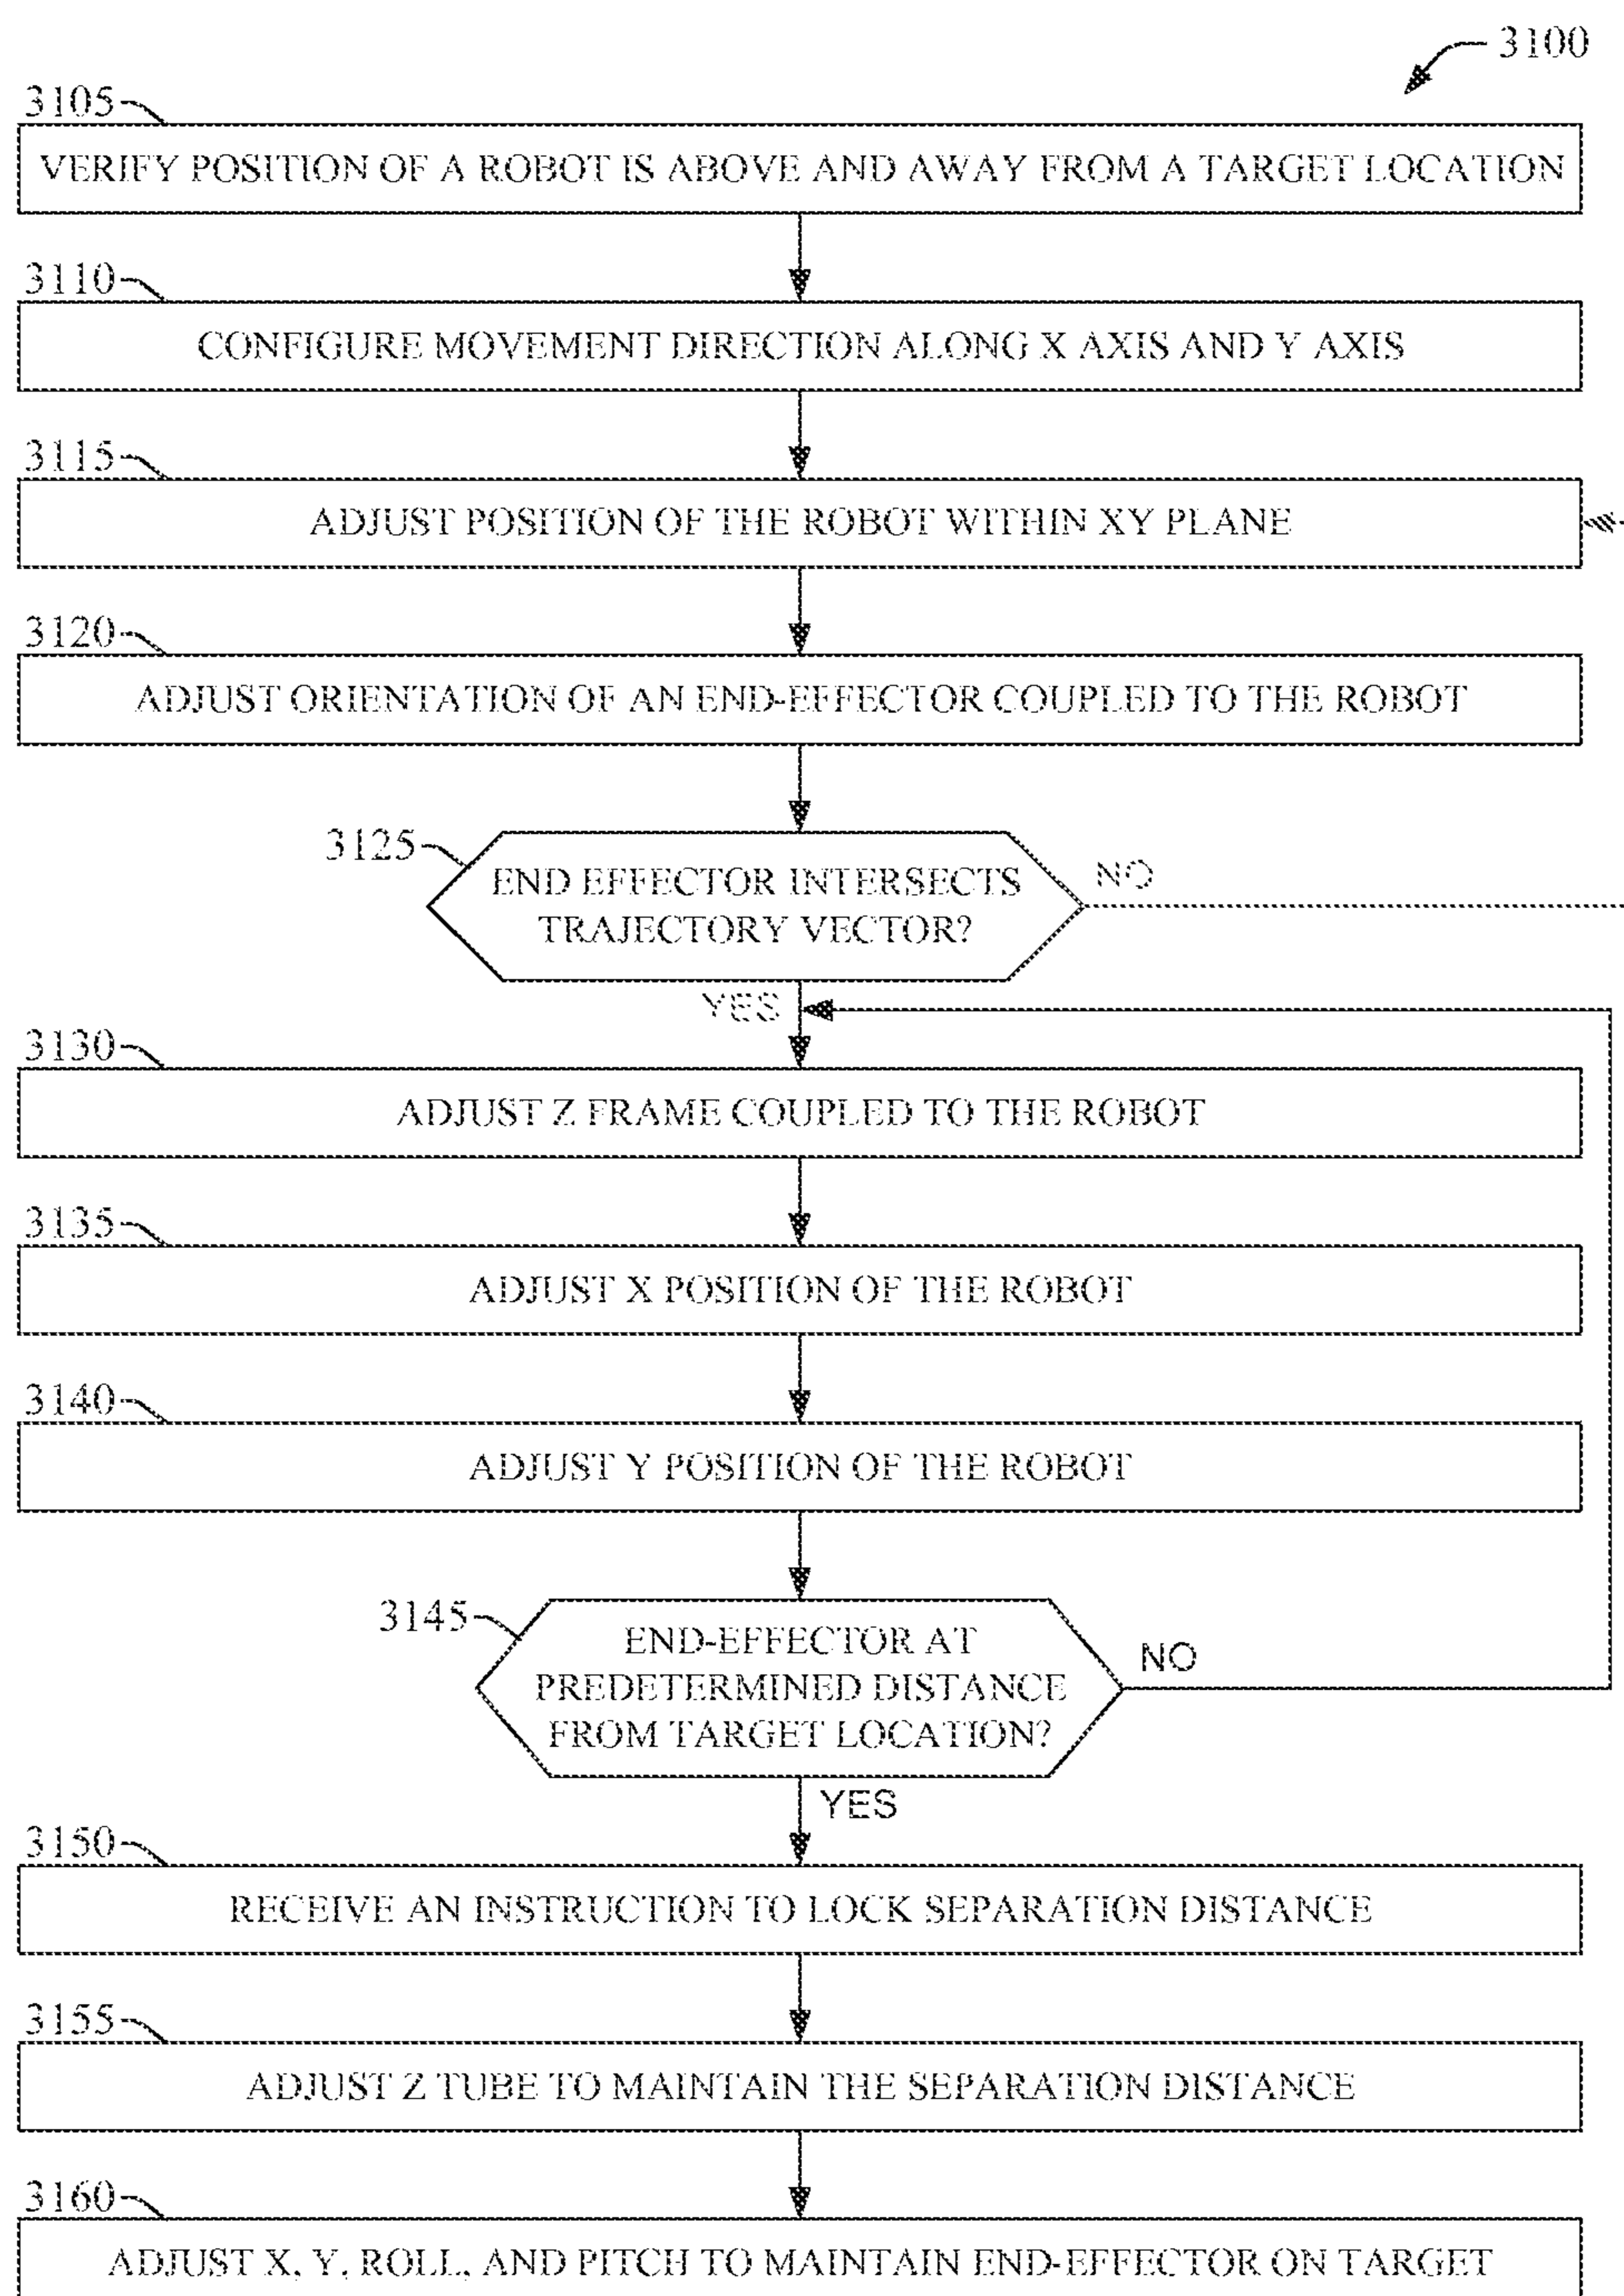 3100
3105
VERIFY POSITION OF A ROBOT IS ABOVE AND AWAY FROM A TARGET LOCATION
3110
CONFIGURE MOVEMENT DIRECTION ALONG X AXIS AND Y AXIS
3115
ADJUST POSITION OF THE ROBOT WITHIN XY PLANE
3120
ADJUST ORIENTATION OF AN END-EFFECTOR COUPLED TO THE ROBOT
3125
END EFFECTOR INTERSECTS
TRAJECTORY VECTOR?
NO
YES
3130
ADJUST Z FRAME COUPLED TO THE ROBOT
3135
ADJUST X POSITION OF THE ROBOT
3140
ADJUST Y POSITION OF THE ROBOT
3145
END-EFFECTOR AT
PREDETERMINED DISTANCE
FROM TARGET LOCATION?
NO
YES
3150
RECEIVE AN INSTRUCTION TO LOCK SEPARATION DISTANCE
3155
ADJUST Z TUBE TO MAINTAIN THE SEPARATION DISTANCE
3160
ADJUST X, Y, ROLL, AND PITCH TO MAINTAIN END-EFFECTOR ON TARGET